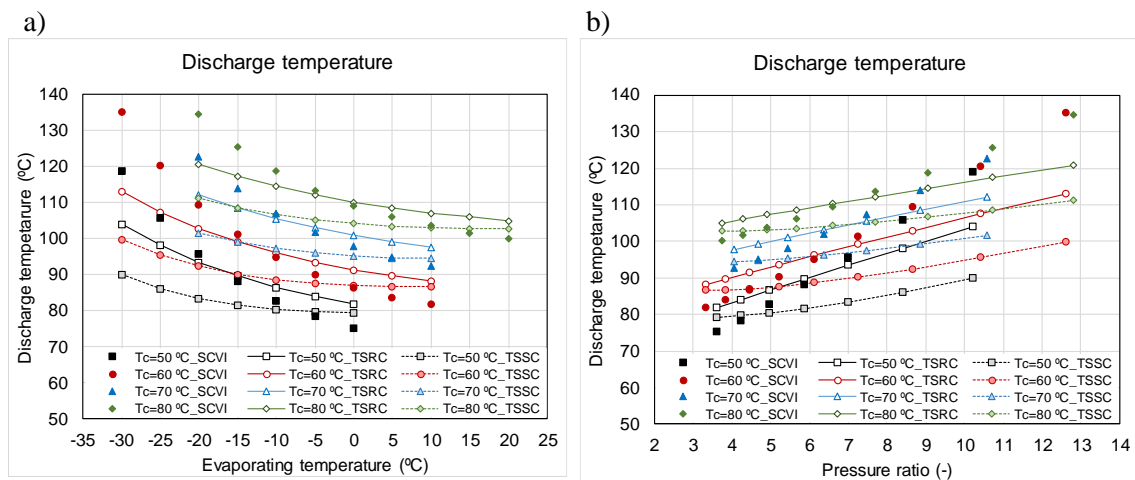 a)
Discharge temperature
Discharge tempetarure (ºC)
140
130
120
110
100
90
80
70
60
50
Tc=50 ºC_SCVI Tc=50 ºC_TSRC Tc=50 ºC_TSSC
Tc=60 ºC_SCVI Tc=60 ºC_TSRC Tc=60 ºC_TSSC
Tc=70 ºC_SCVI Tc=70 ºC_TSRC Tc=70 ºC_TSSC
Tc=80 ºC_SCVI Tc=80 ºC_TSRC Tc=80 ºC_TSSC
-35 -30 -25 -20 -15 -10 -5 0 5 10 15 20 25
Evaporating temperature (ºC)
b)
Discharge temperature
Discharge tempetarure (ºC)
140
130
120
110
100
90
80
70
60
50
Tc=50 ºC_SCVI Tc=50 ºC_TSRC Tc=50 ºC_TSSC
Tc=60 ºC_SCVI Tc=60 ºC_TSRC Tc=60 ºC_TSSC
Tc=70 ºC_SCVI Tc=70 ºC_TSRC Tc=70 ºC_TSSC
Tc=80 ºC_SCVI Tc=80 ºC_TSRC Tc=80 ºC_TSSC
2 3 4 5 6 7 8 9 10 11 12 13 14
Pressure ratio (-)